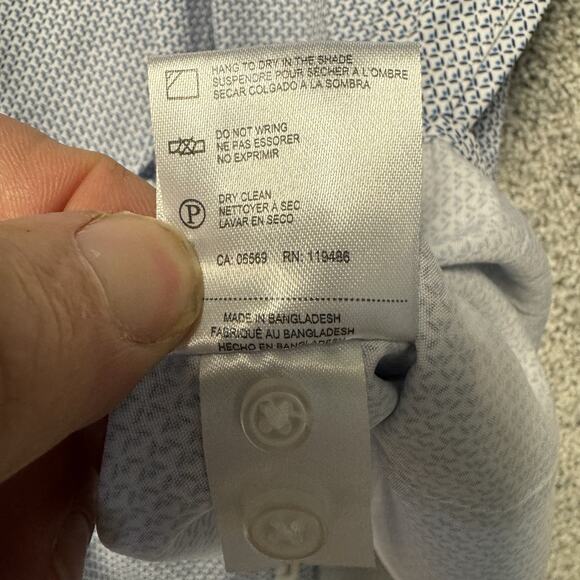 HANG TO DRY IN THE SHADE
SUSPENDRE POUR SÉCHER À L'OMBRE
SECAR COLGADO A LA SOMBRA
DO NOT WRING
NE PAS ESSORER
NO EXPRIMIR
P
DRY CLEAN
NETTOYER À SEC
LAVAR EN SECO
CA: 06569 RN: 119486
MADE IN BANGLADESH
FABRIQUÉ AU BANGLADESH
HECHO EN BANGLADESH